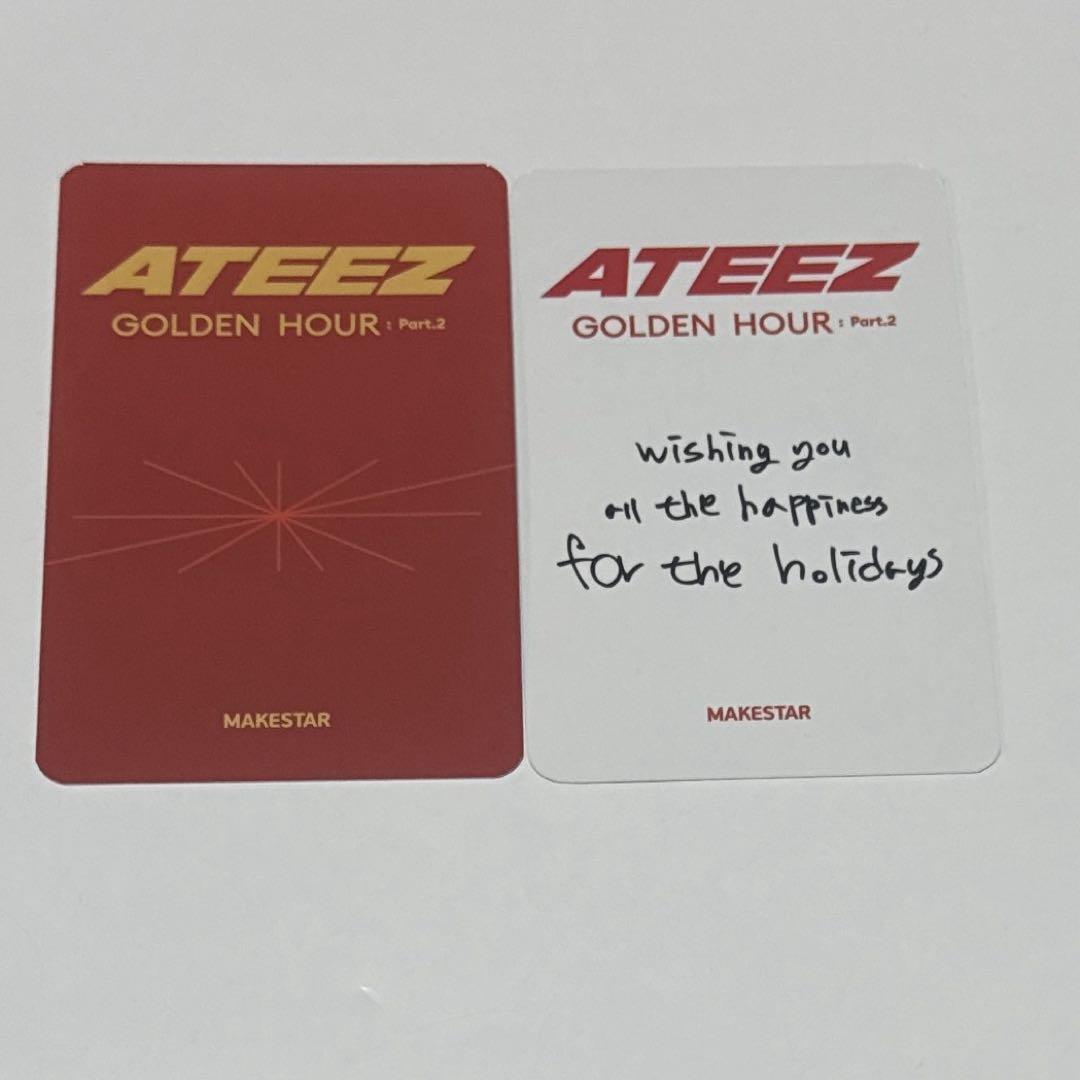 ATEEZ
GOLDEN HOUR : Part.2
MAKESTAR
ATEEZ
GOLDEN HOUR : Part.2
wishing you
all the happiness
for the holidays
MAKESTAR